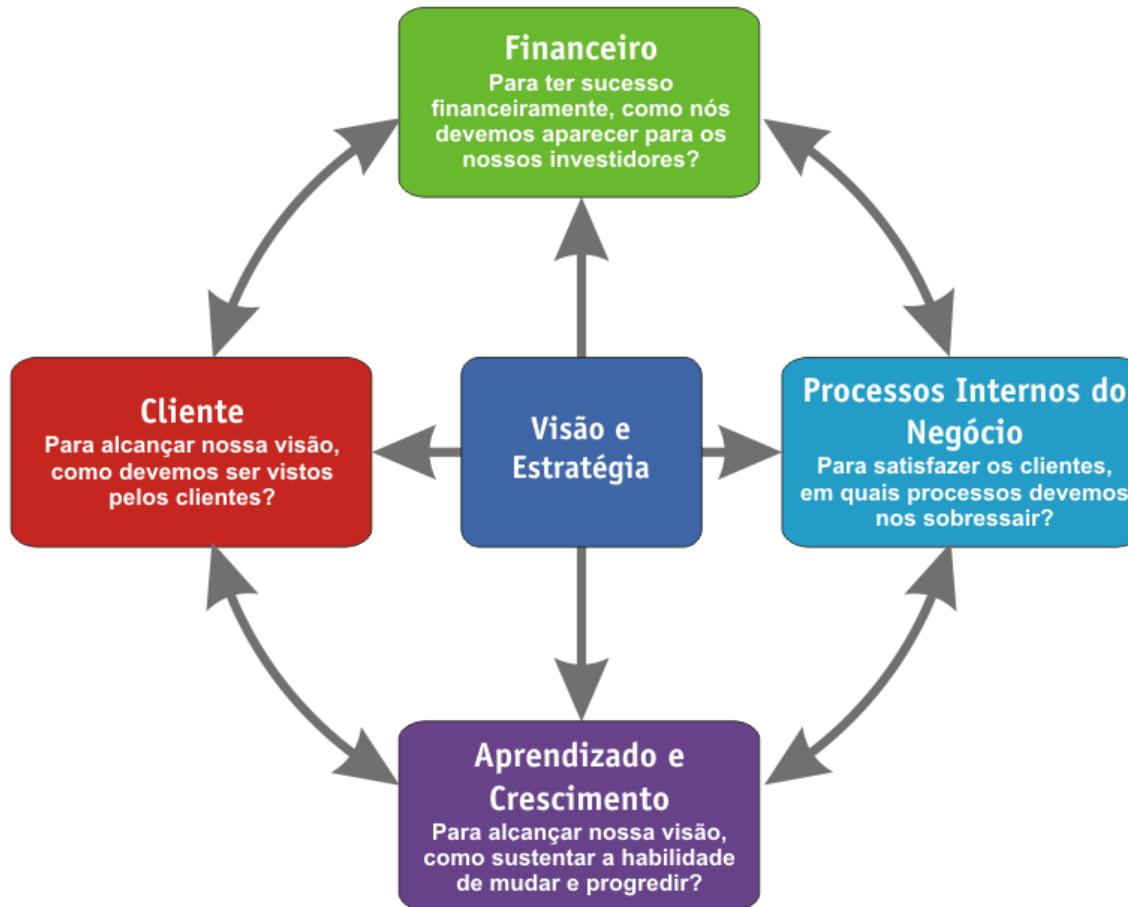 Financeiro
Para ter sucesso
financeiramente, como nós
devemos aparecer para os
nossos investidores?
Cliente
Para alcançar nossa visão,
como devemos ser vistos
pelos clientes?
Visão e
Estratégia
Processos Internos do
Negócio
Para satisfazer os clientes,
em quais processos devemos
nos sobressair?
Aprendizado e
Crescimento
Para alcançar nossa visão,
como sustentar a habilidade
de mudar e progredir?